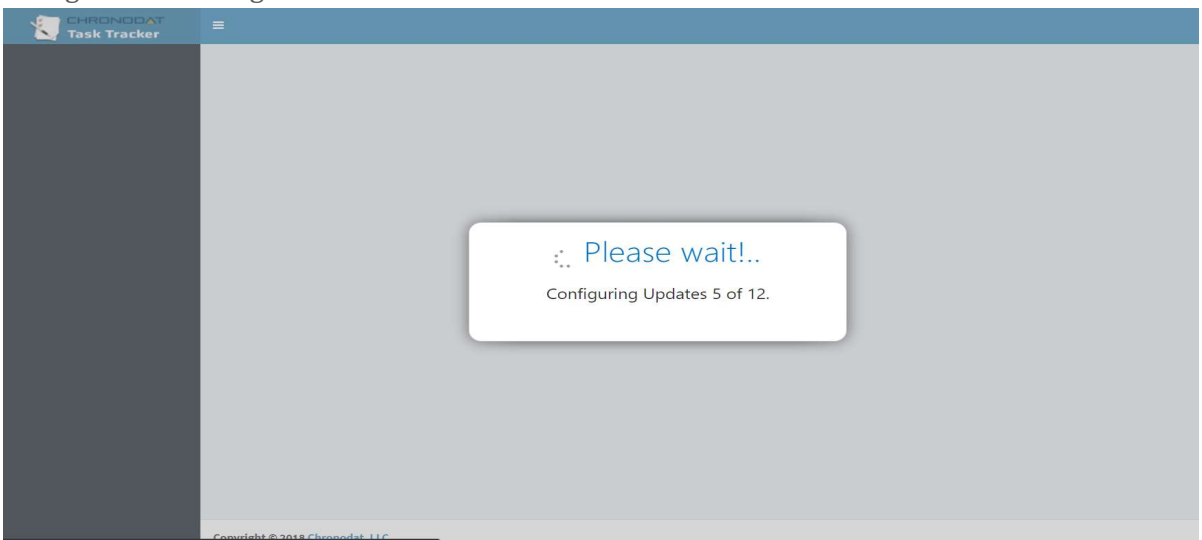 CHRONODAT
Task Tracker
Please wait!..
Configuring Updates 5 of 12.
Copyright © 2018 Chronodat, LLC